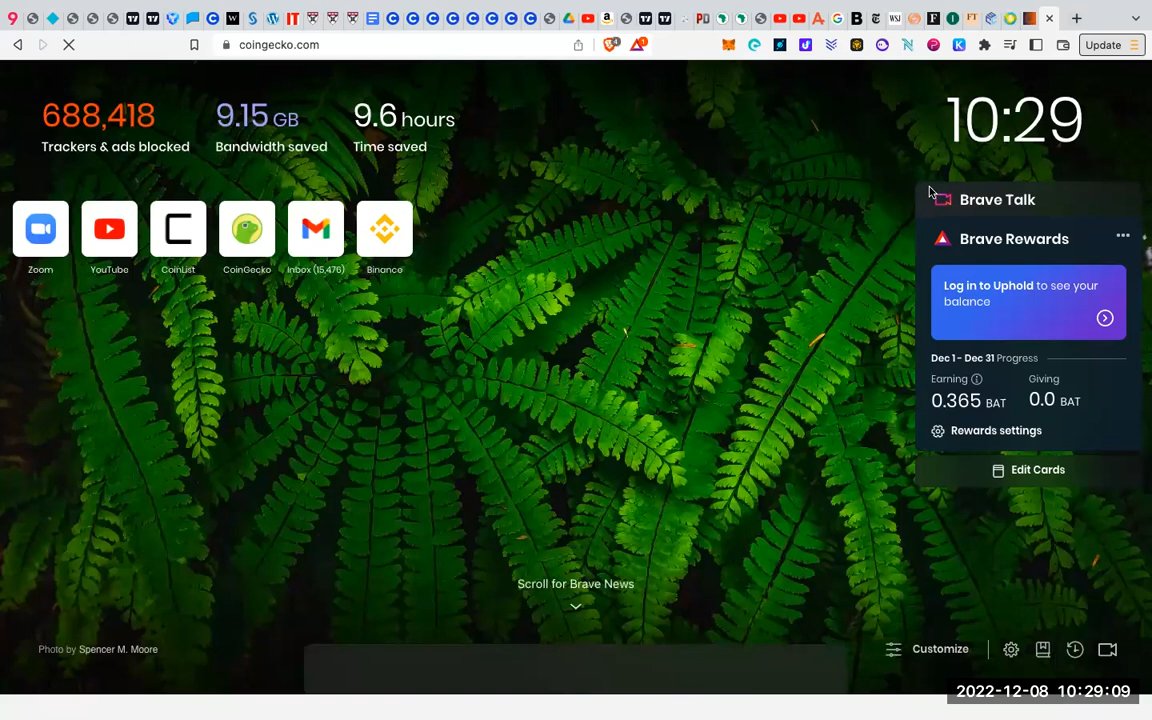 coingecko.com
Update
688,418
Trackers & ads blocked
9.15 GB
Bandwidth saved
9.6 hours
Time saved
10:29
Zoom
YouTube
CoinList
CoinGecko
Inbox (15,476)
Binance
Brave Talk
Brave Rewards
Log in to Uphold to see your
balance
Dec 1 - Dec 31 Progress
Earning
0.365 BAT
Giving
0.0 BAT
Rewards settings
Edit Cards
Scroll for Brave News
Photo by Spencer M. Moore
Customize
2022-12-08 10:29:09